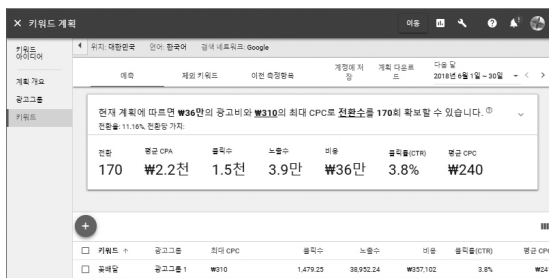 × 키워드 계획
이동
키워드 아이디어
계획 개요
광고그룹
키워드
위치: 대한민국 언어: 한국어 검색 네트워크: Google
예측 제외 키워드 이전 측정항목 계정에 저장 계획 다운로드 다음 달 2018년 6월 1일 – 30일
현재 계획에 따르면 ₩36만의 광고비와 ₩310의 최대 CPC로 전환수를 170회 확보할 수 있습니다.
전환율: 11.16%, 전환당 가치:
전환 평균 CPA 클릭수 노출수 비용 클릭률(CTR) 평균 CPC
170 ₩2.2천 1.5천 3.9만 ₩36만 3.8% ₩240
키워드 ↑ 광고그룹 최대 CPC 클릭수 노출수 비용 클릭률(CTR) 평균 CPC
꽃배달 광고그룹 1 ₩310 1,479.25 38,952.24 ₩357,102 3.8% ₩24